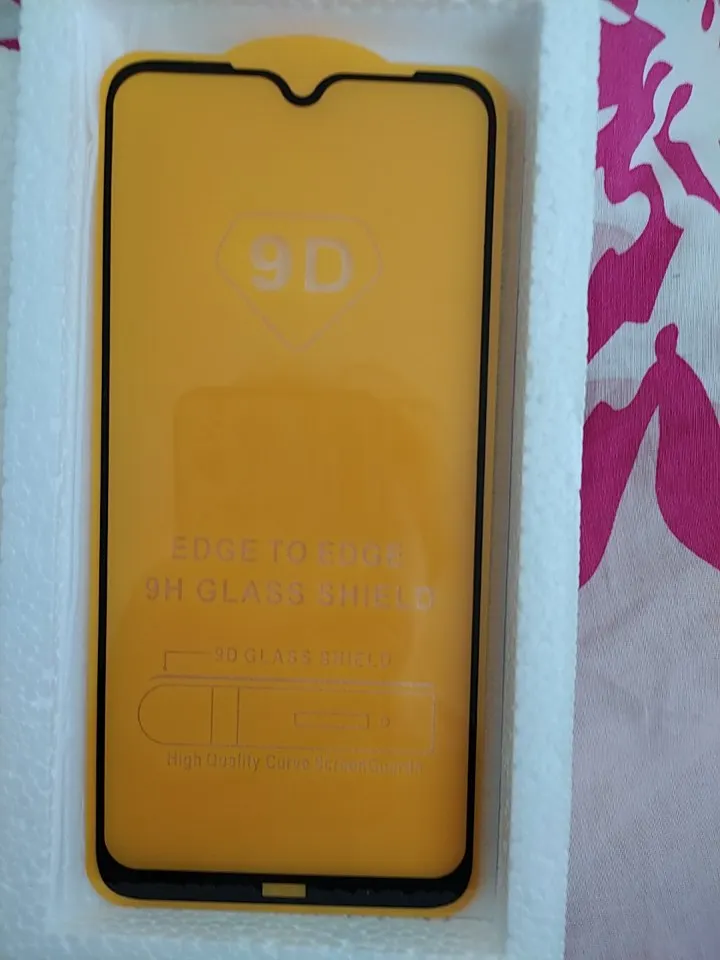 9D
EDGE TO EDGE
9H GLASS SHIELD
9D GLASS SHIELD
High Quality Curve ScreenGuards